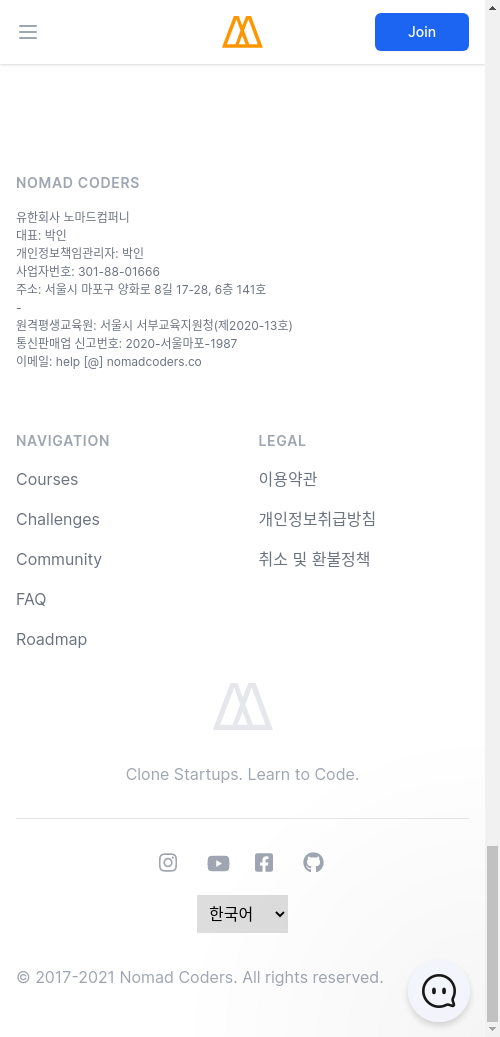 Join
NOMAD CODERS
유한회사 노마드컴퍼니
대표: 박인
개인정보책임관리자: 박인
사업자번호: 301-88-01666
주소: 서울시 마포구 양화로 8길 17-28, 6층 141호
-
원격평생교육원: 서울시 서부교육지원청(제2020-13호)
통신판매업 신고번호: 2020-서울마포-1987
이메일: help [@] nomadcoders.co
NAVIGATION
Courses
Challenges
Community
FAQ
Roadmap
LEGAL
이용약관
개인정보취급방침
취소 및 환불정책
Clone Startups. Learn to Code.
한국어
© 2017-2021 Nomad Coders. All rights reserved.